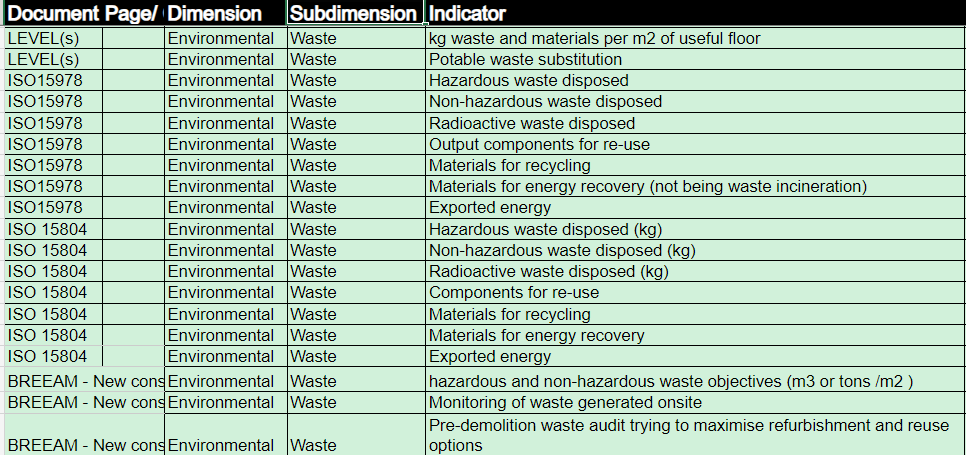 Document Page/ Dimension Subdimension Indicator
LEVEL(s) Environmental Waste kg waste and materials per m2 of useful floor
LEVEL(s) Environmental Waste Potable waste substitution
ISO15978 Environmental Waste Hazardous waste disposed
ISO15978 Environmental Waste Non-hazardous waste disposed
ISO15978 Environmental Waste Radioactive waste disposed
ISO15978 Environmental Waste Output components for re-use
ISO15978 Environmental Waste Materials for recycling
ISO15978 Environmental Waste Materials for energy recovery (not being waste incineration)
ISO15978 Environmental Waste Exported energy
ISO 15804 Environmental Waste Hazardous waste disposed (kg)
ISO 15804 Environmental Waste Non-hazardous waste disposed (kg)
ISO 15804 Environmental Waste Radioactive waste disposed (kg)
ISO 15804 Environmental Waste Components for re-use
ISO 15804 Environmental Waste Materials for recycling
ISO 15804 Environmental Waste Materials for energy recovery
ISO 15804 Environmental Waste Exported energy
BREEAM - New cons Environmental Waste hazardous and non-hazardous waste objectives (m3 or tons /m2 )
BREEAM - New cons Environmental Waste Monitoring of waste generated onsite
Pre-demolition waste audit trying to maximise refurbishment and reuse
BREEAM - New cons Environmental Waste options